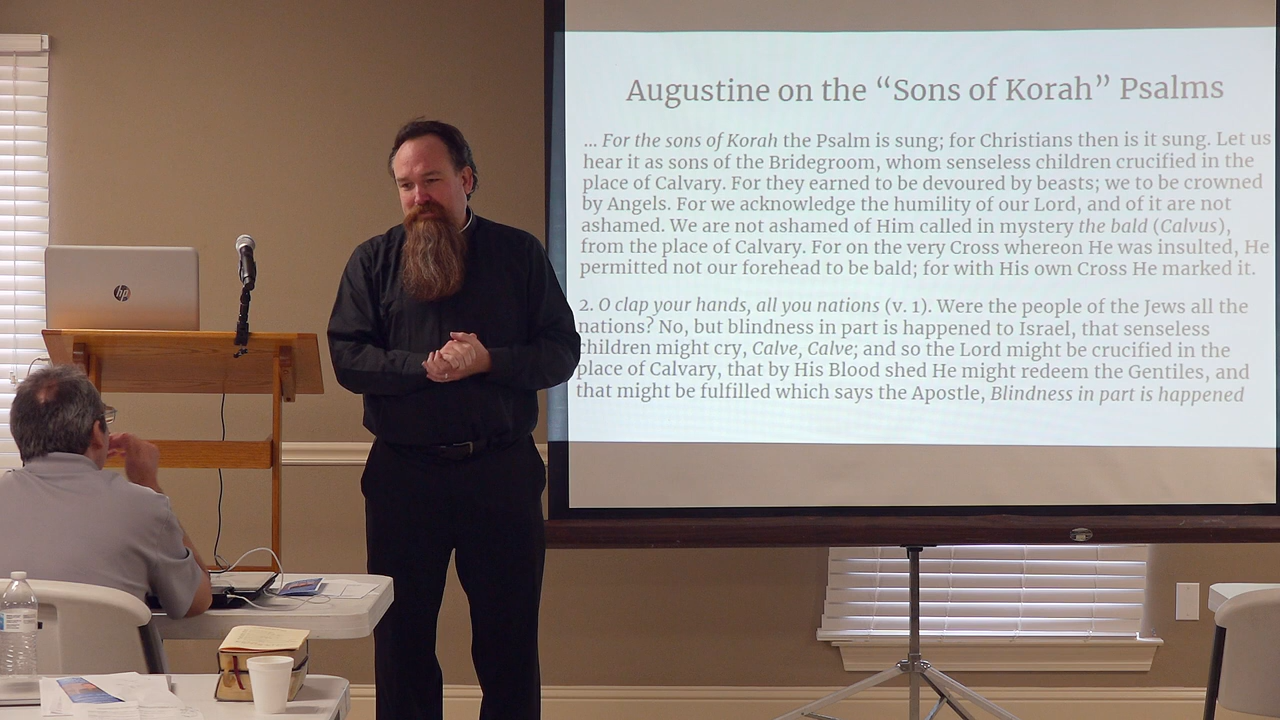 Augustine on the “Sons of Korah” Psalms
... For the sons of Korah the Psalm is sung; for Christians then is it sung. Let us
hear it as sons of the Bridegroom, whom senseless children crucified in the
place of Calvary. For they earned to be devoured by beasts; we to be crowned
by Angels. For we acknowledge the humility of our Lord, and of it are not
ashamed. We are not ashamed of Him called in mystery the bald (Calvus),
from the place of Calvary. For on the very Cross whereon He was insulted, He
permitted not our forehead to be bald; for with His own Cross He marked it.
2. O clap your hands, all you nations (v. 1). Were the people of the Jews all the
nations? No, but blindness in part is happened to Israel, that senseless
children might cry, Calve, Calve; and so the Lord might be crucified in the
place of Calvary, that by His Blood shed He might redeem the Gentiles, and
that might be fulfilled which says the Apostle, Blindness in part is happened
hp